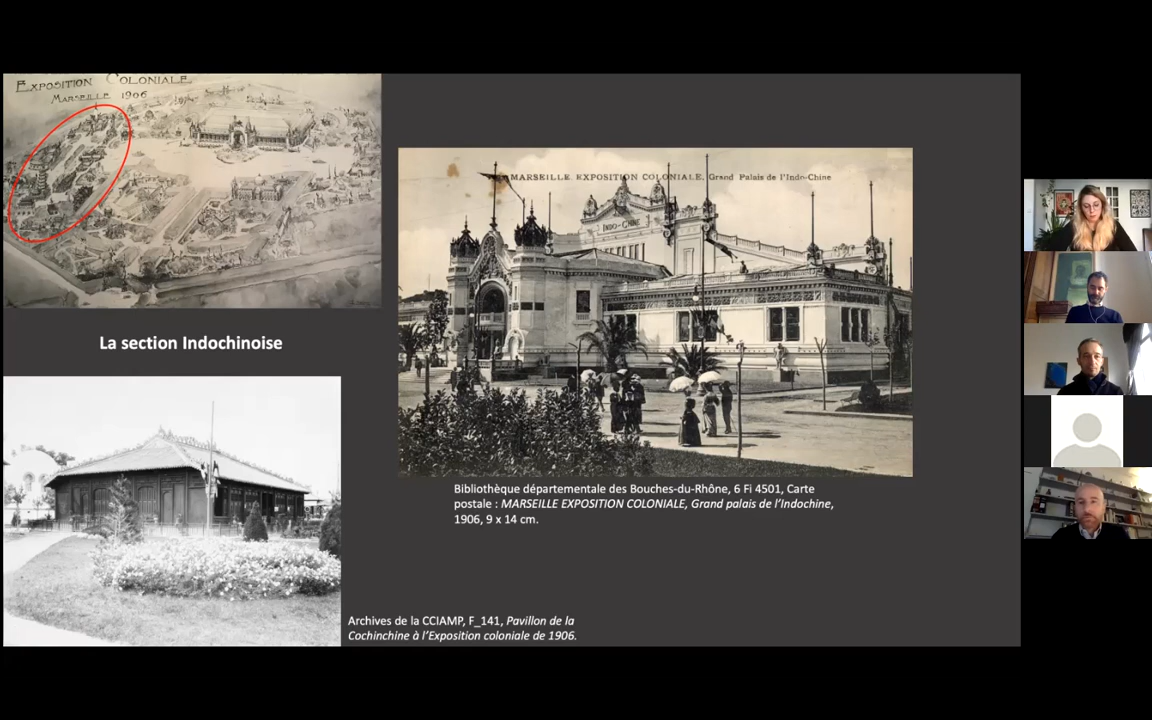 EXPOSITION COLONIALE
MARSEILLE 1906
La section Indochinoise
MARSEILLE EXPOSITION COLONIALE, Grand Palais de l'Indo-Chine
INDO-CHINE
Bibliothèque départementale des Bouches-du-Rhône, 6 Fi 4501, Carte
postale : MARSEILLE EXPOSITION COLONIALE, Grand palais de l'Indochine,
1906, 9 x 14 cm.
Archives de la CCIAMP, F_141, Pavillon de la
Cochinchine à l'Exposition coloniale de 1906.